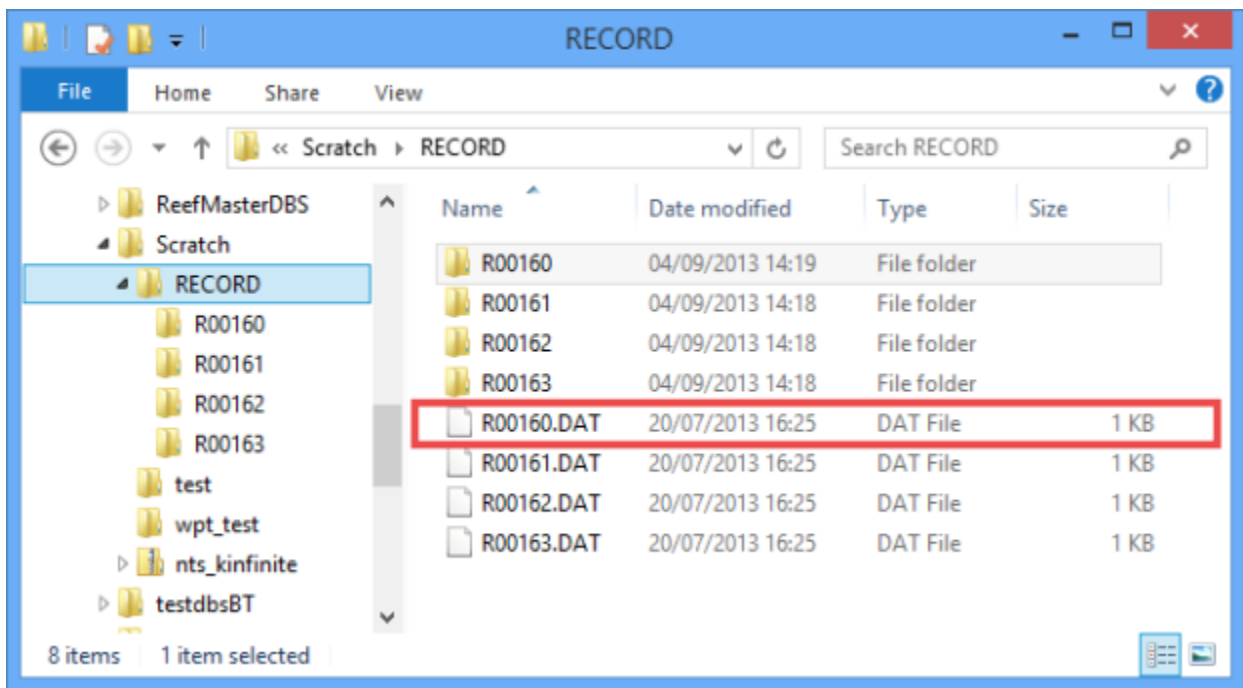 RECORD
File Home Share View
« Scratch RECORD Search RECORD
Name Date modified Type Size
ReefMasterDBS
Scratch
RECORD
R00160
R00161
R00162
R00163
test
wpt_test
nts_kinfinite
testdbsBT
R00160 04/09/2013 14:19 File folder
R00161 04/09/2013 14:18 File folder
R00162 04/09/2013 14:18 File folder
R00163 04/09/2013 14:18 File folder
R00160.DAT 20/07/2013 16:25 DAT File 1 KB
R00161.DAT 20/07/2013 16:25 DAT File 1 KB
R00162.DAT 20/07/2013 16:25 DAT File 1 KB
R00163.DAT 20/07/2013 16:25 DAT File 1 KB
8 items 1 item selected